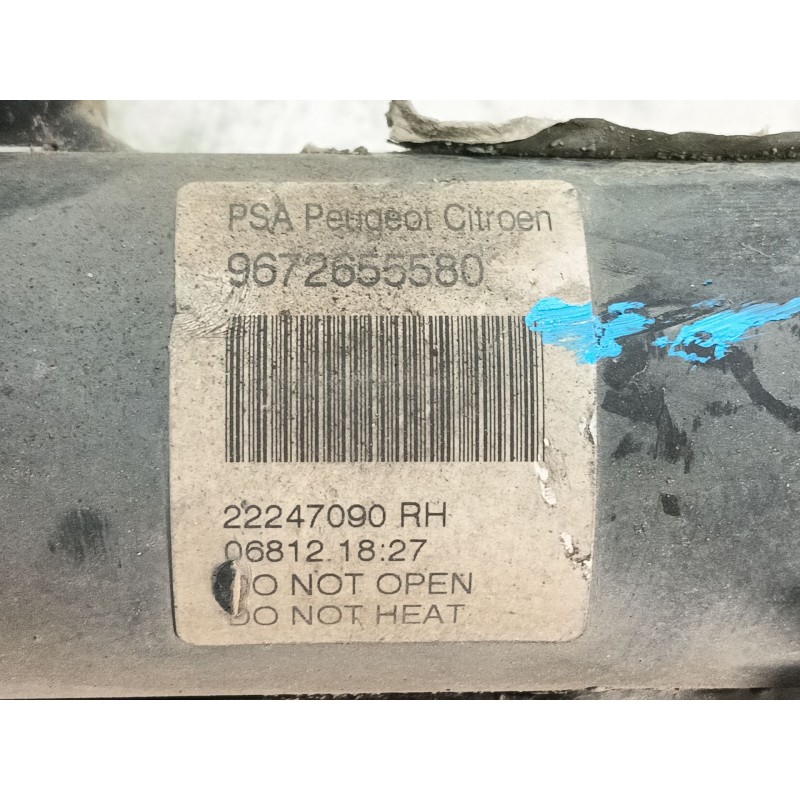 PSA Peugeot Citroen
9672655580
22247090 RH
06812 18:27
DO NOT OPEN
DO NOT HEAT